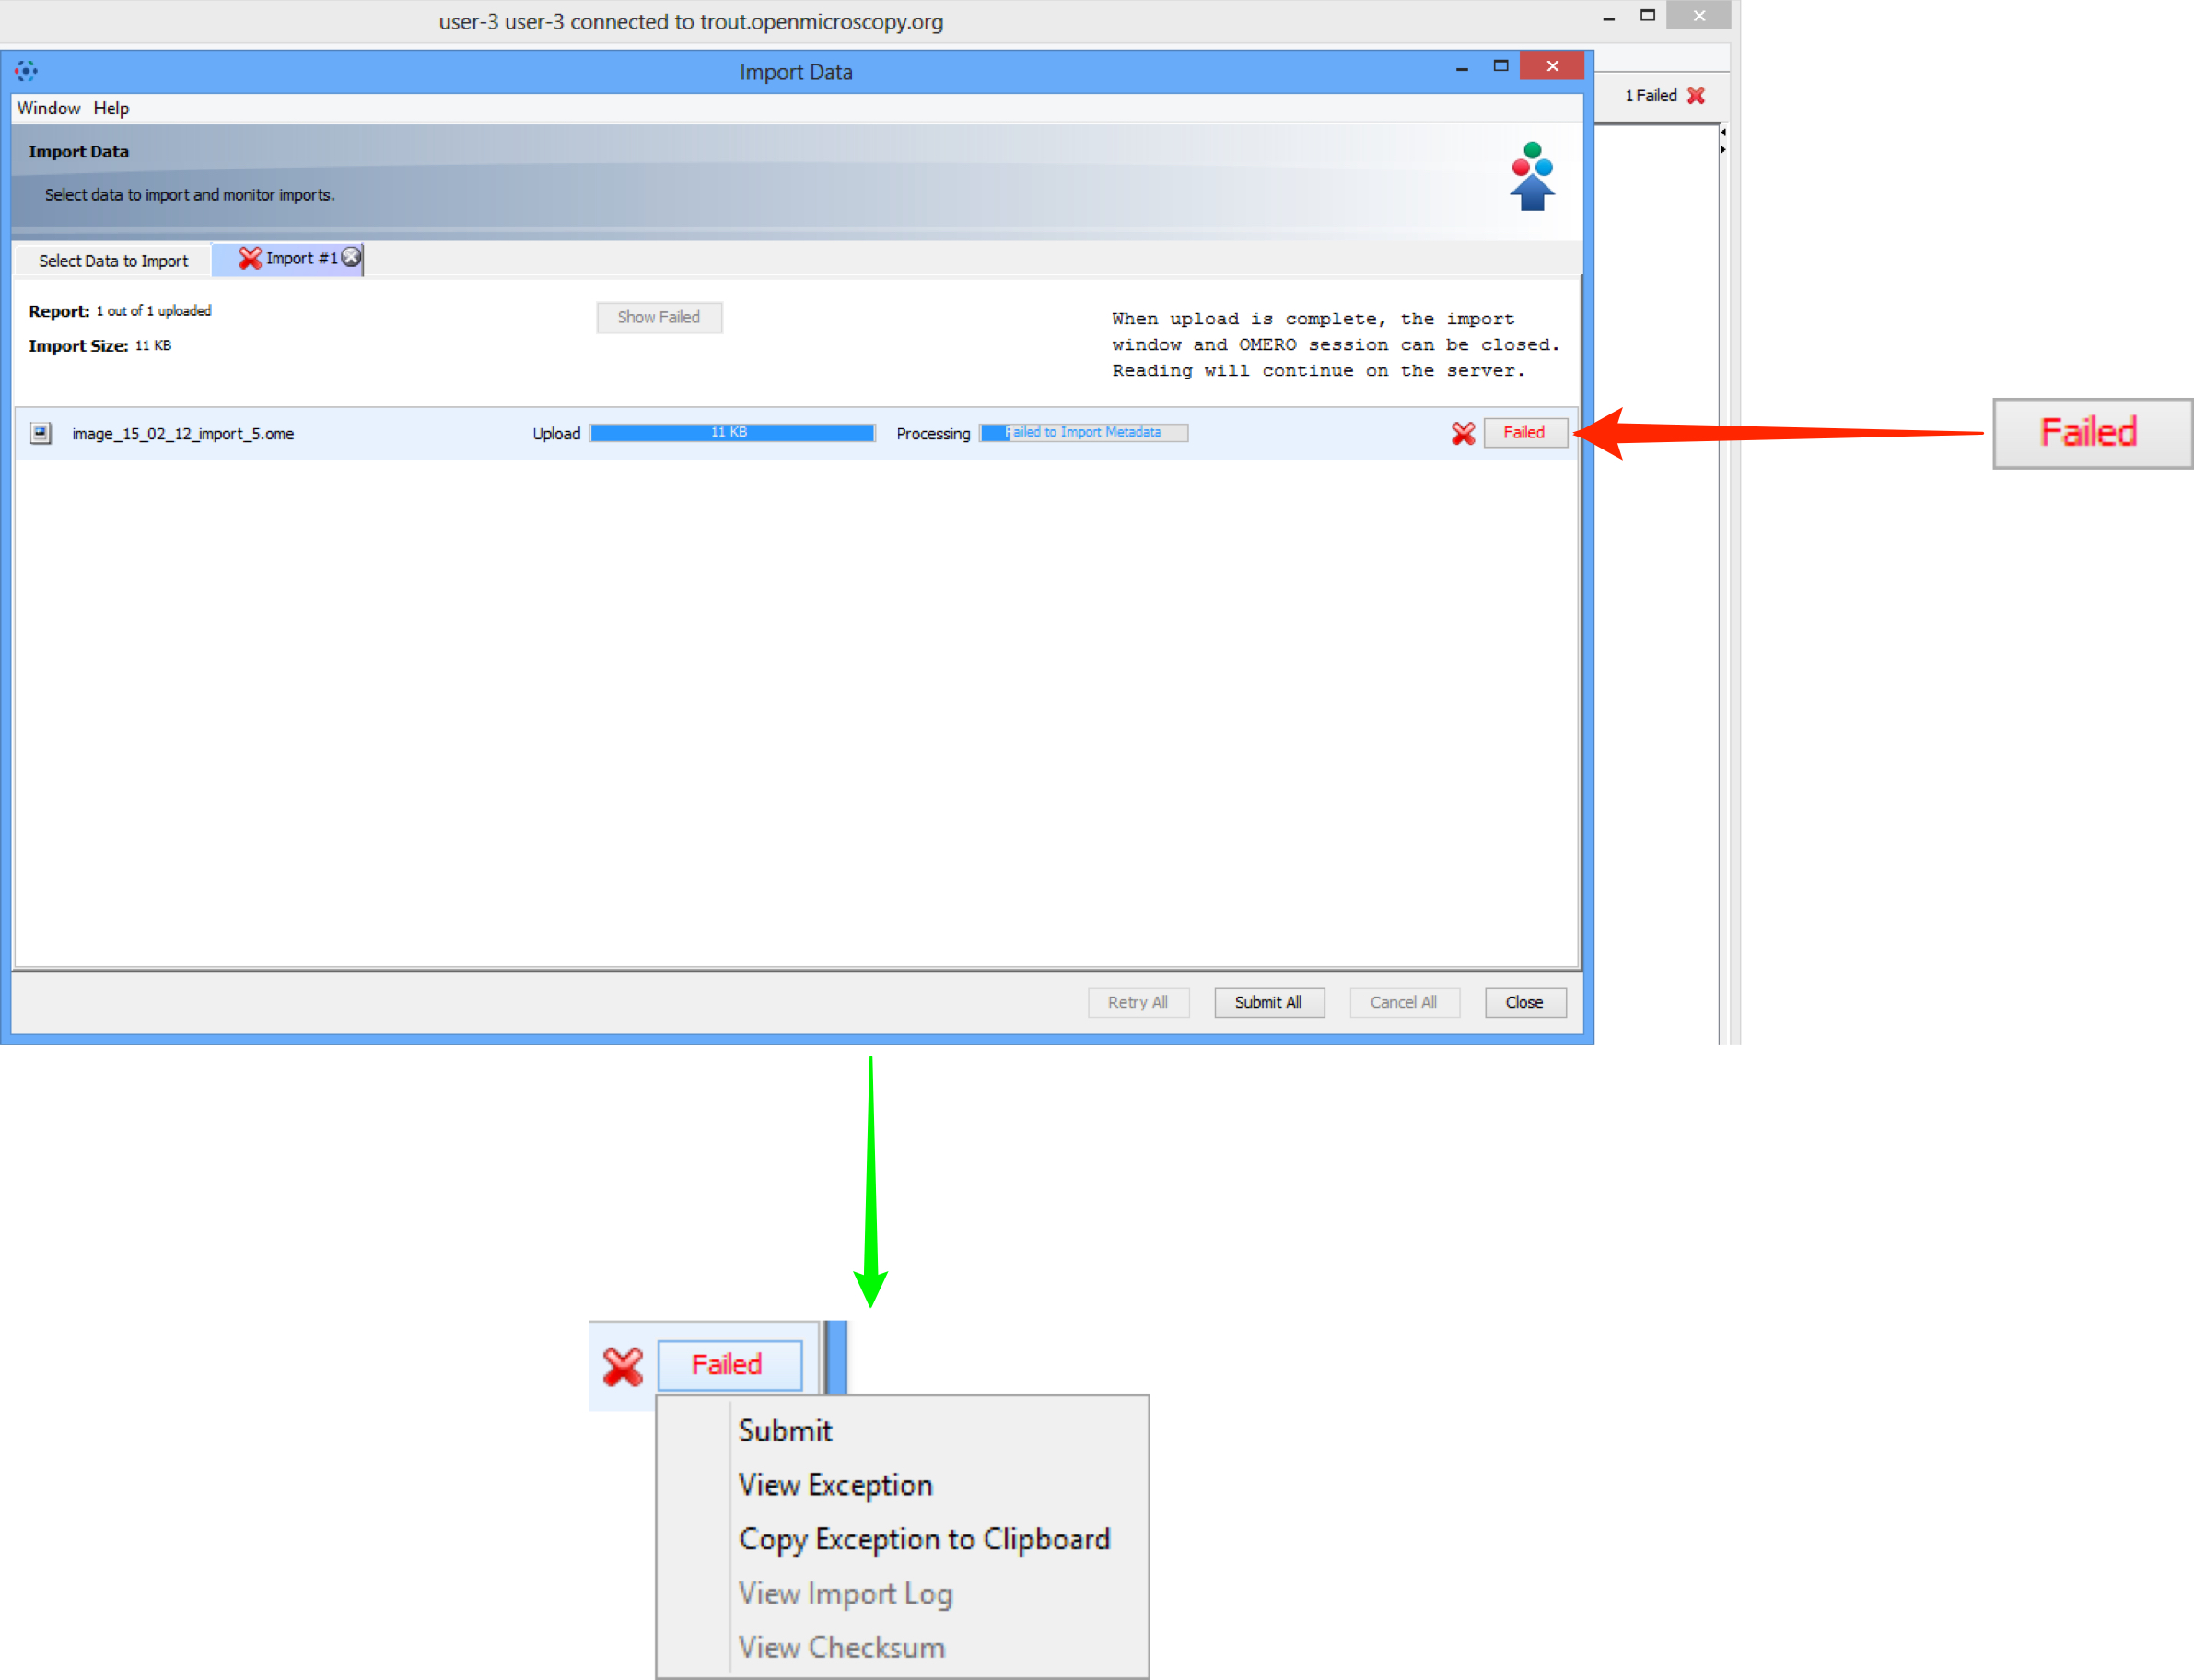 user-3 user-3 connected to trout.openmicroscopy.org
Import Data
Window Help
1 Failed
Import Data
Select data to import and monitor imports.
Select Data to Import
Import #1
Report: 1 out of 1 uploaded
Show Failed
Import Size: 11 KB
When upload is complete, the import
window and OMERO session can be closed.
Reading will continue on the server.
image_15_02_12_import_5.ome
Upload
11 KB
Processing
Failed to Import Metadata
Failed
Failed
Retry All
Submit All
Cancel All
Close
Failed
Submit
View Exception
Copy Exception to Clipboard
View Import Log
View Checksum